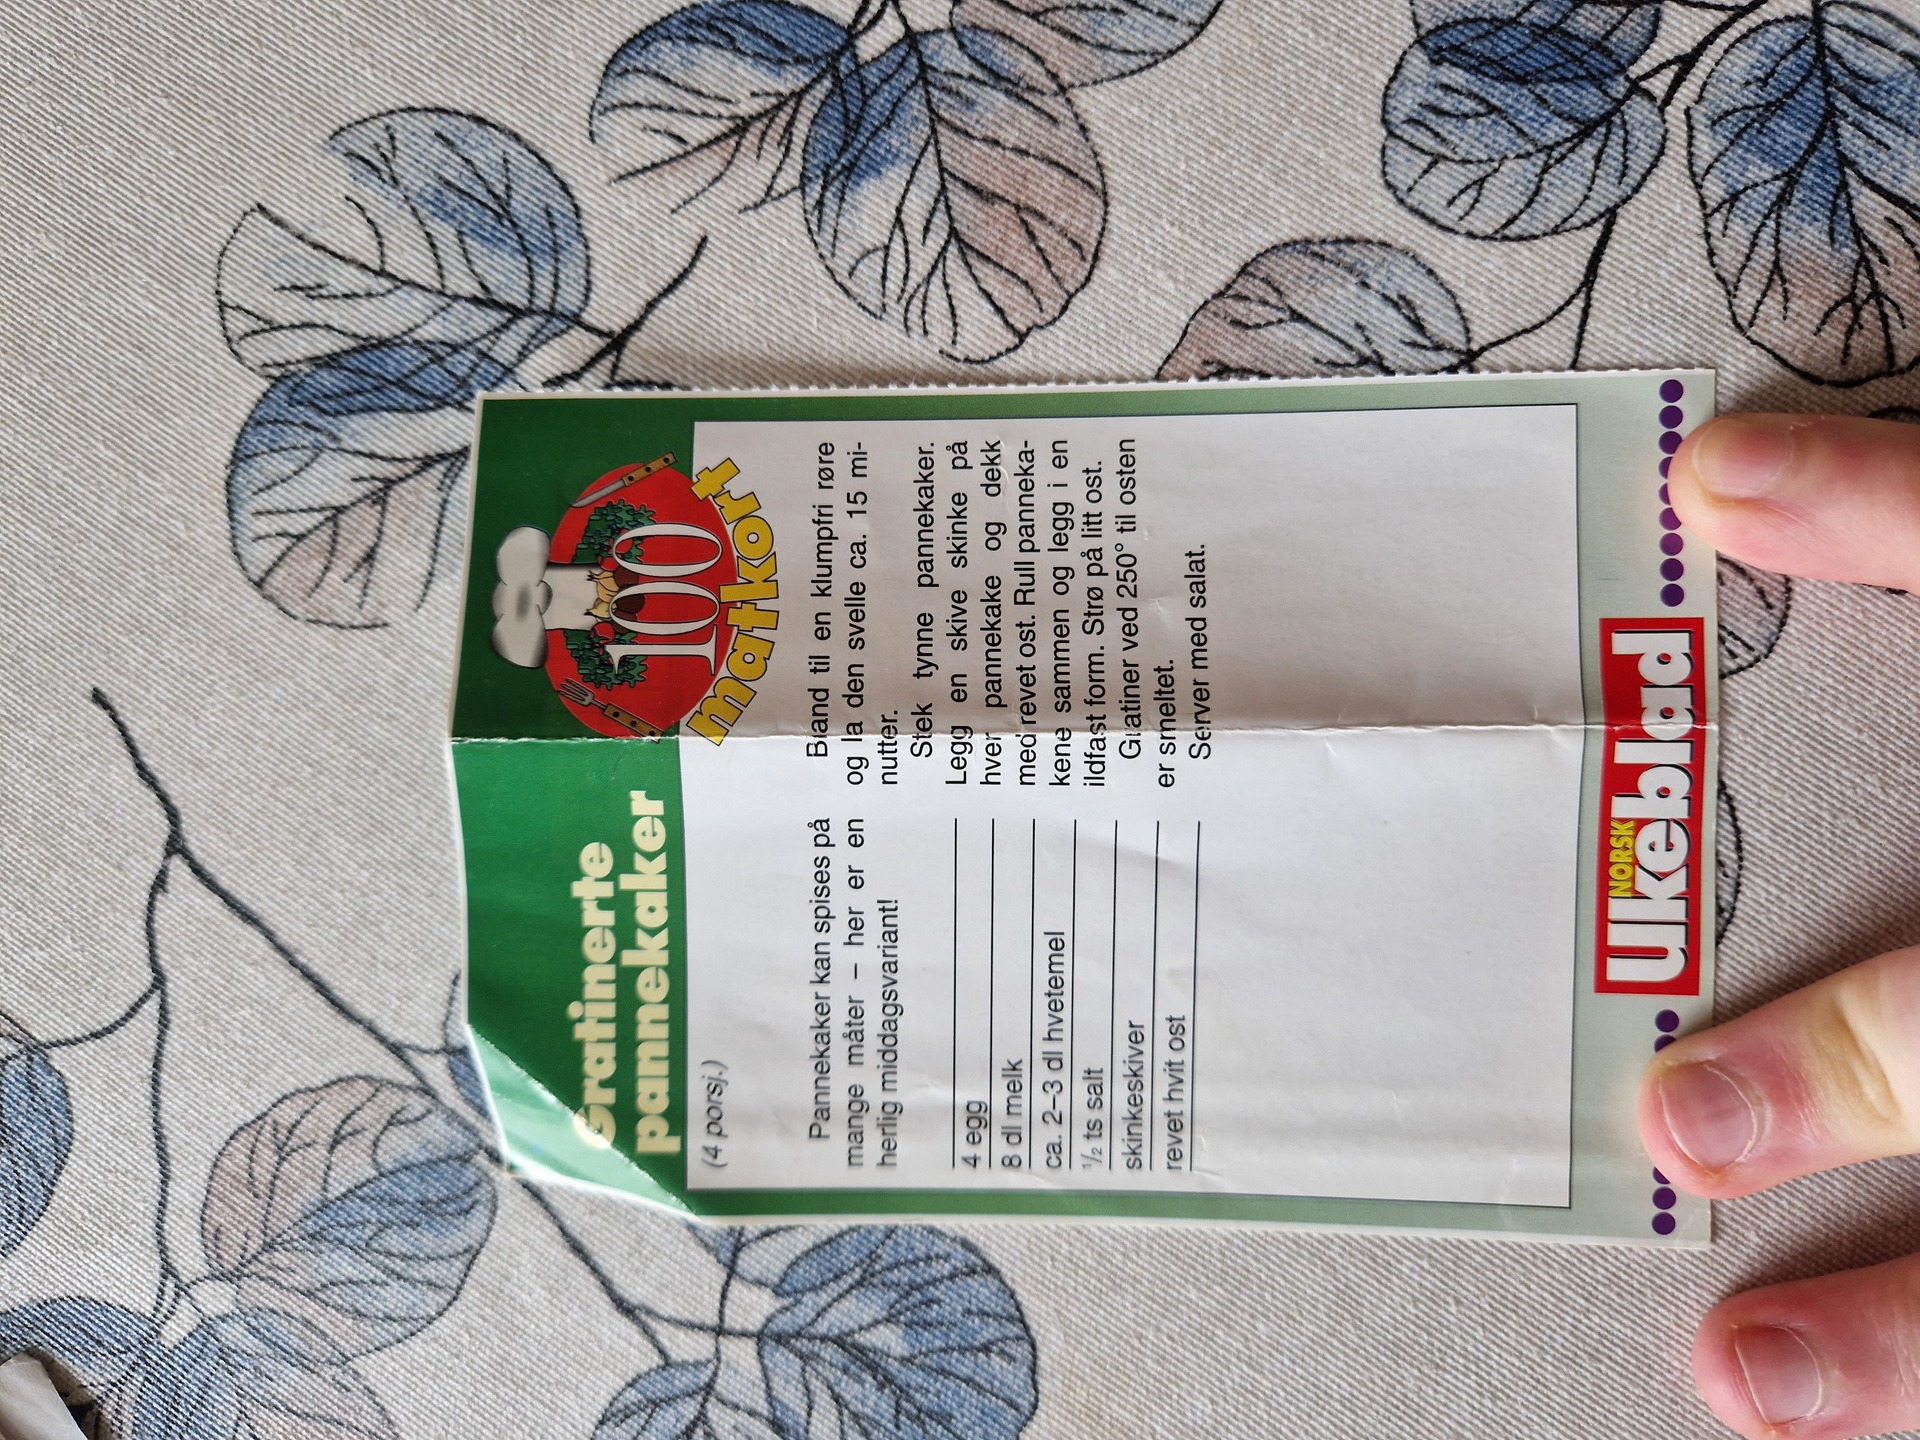 Gratinerte
pannekaker
100
matkort
(4 porsj.)
Pannekaker kan spises på
mange måter – her er en
herlig middagsvariant!
4 egg
8 dl melk
ca. 2–3 dl hvetemel
½ ts salt
skinkeskiver
revet hvit ost
Bland til en klumpfri røre
og la den svelle ca. 15 mi-
nutter.
Stek tynne pannekaker.
Legg en skive skinke på
hver pannekake og dekk
med revet ost. Rull panneka-
kene sammen og legg i en
ildfast form. Strø på litt ost.
Gratiner ved 250° til osten
er smeltet.
Server med salat.
NORSK
Ukeblad